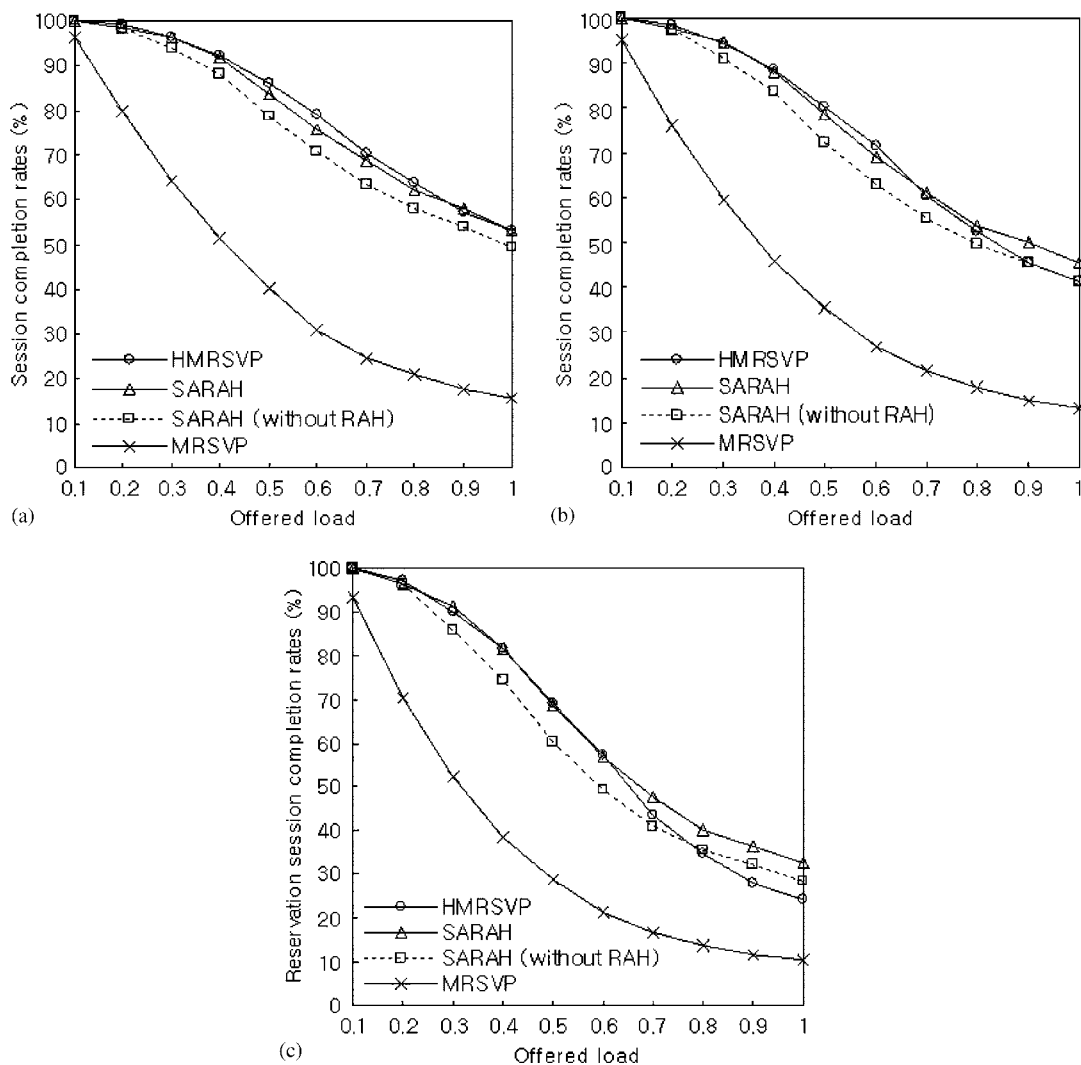 Session completion rates (%)
100
90
80
70
60
50
40
30
20
10
0
HMRSVP
SARAH
SARAH (without RAH)
MRSVP
0.1 0.2 0.3 0.4 0.5 0.6 0.7 0.8 0.9 1
Offered load
(a)
Session completion rates (%)
100
90
80
70
60
50
40
30
20
10
0
HMRSVP
SARAH
SARAH (without RAH)
MRSVP
0.1 0.2 0.3 0.4 0.5 0.6 0.7 0.8 0.9 1
Offered load
(b)
Reservation session completion rates (%)
100
90
80
70
60
50
40
30
20
10
0
HMRSVP
SARAH
SARAH (without RAH)
MRSVP
0.1 0.2 0.3 0.4 0.5 0.6 0.7 0.8 0.9 1
Offered load
(c)